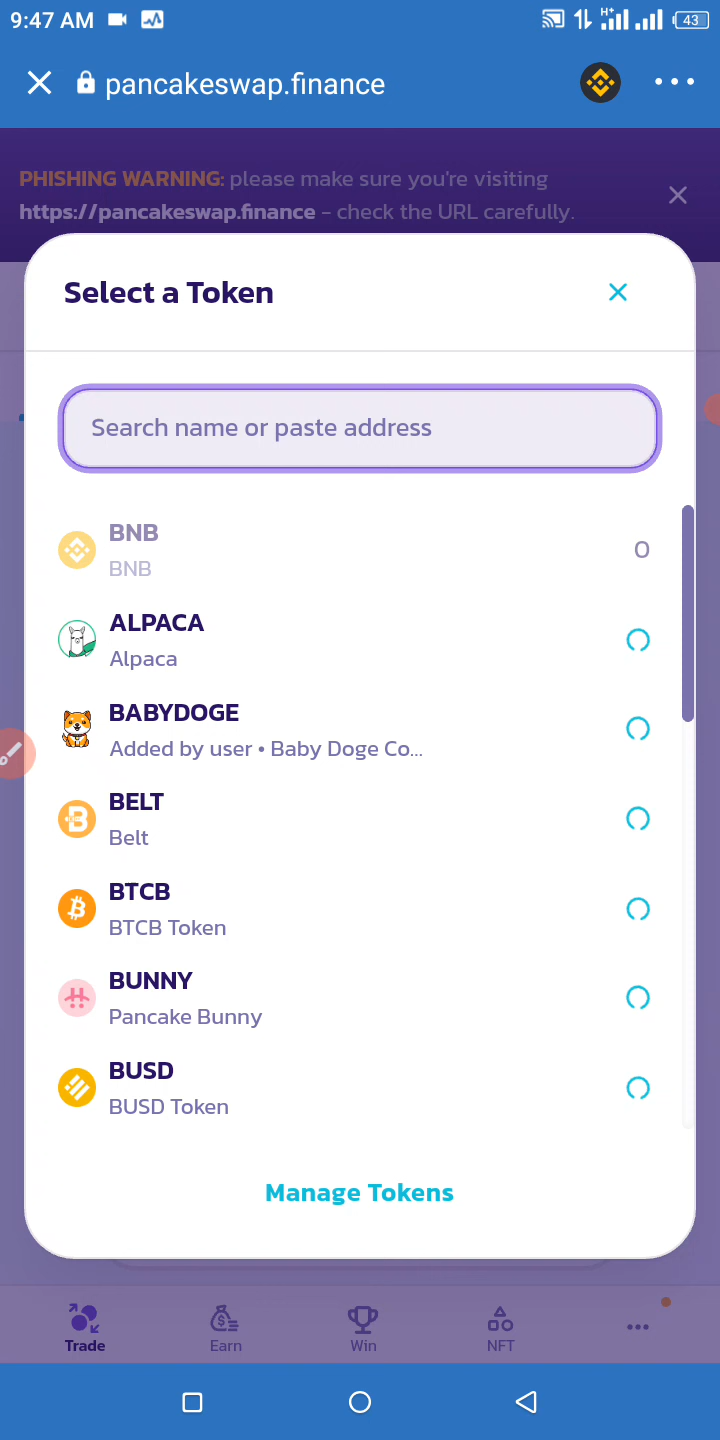 9:47 AM
H+
43
pancakeswap.finance
PHISHING WARNING: please make sure you're visiting
https://pancakeswap.finance - check the URL carefully.
Select a Token
Search name or paste address
BNB
BNB
0
ALPACA
Alpaca
BABYDOGE
Added by user • Baby Doge Co...
BELT
Belt
BTCB
BTCB Token
BUNNY
Pancake Bunny
BUSD
BUSD Token
Manage Tokens
Trade
Earn
Win
NFT